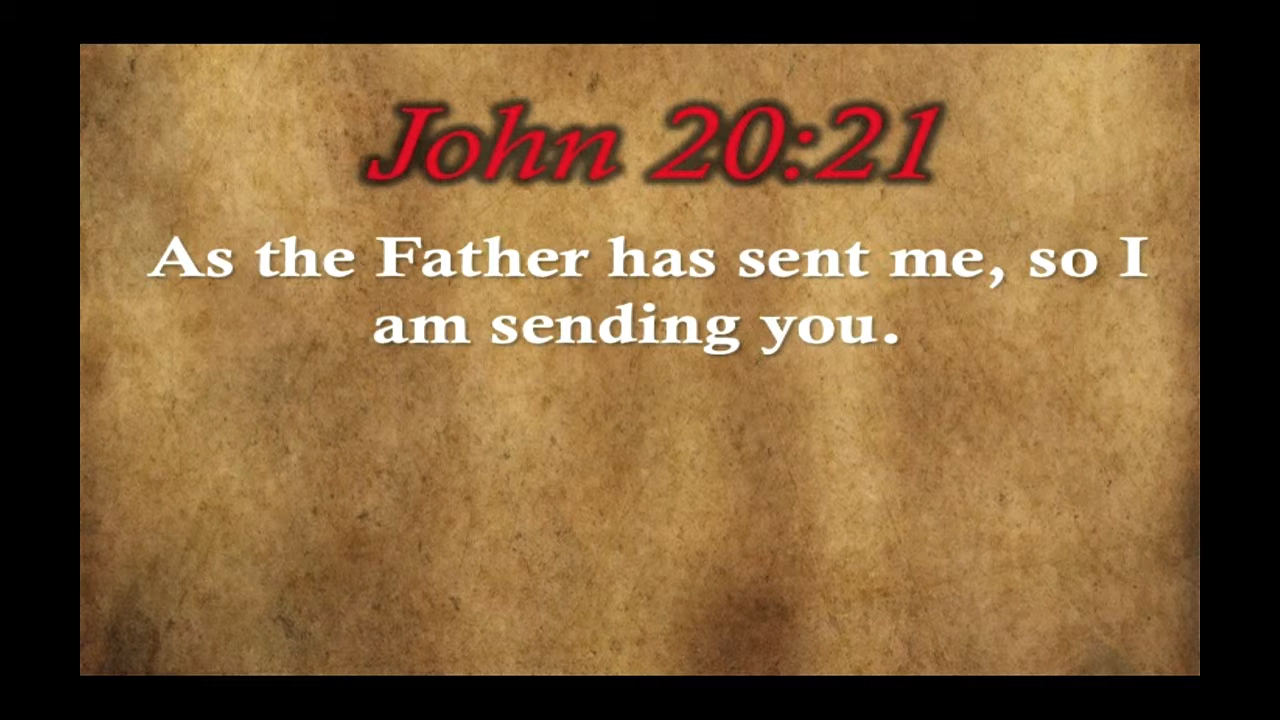 John 20:21
As the Father has sent me, so I
am sending you.